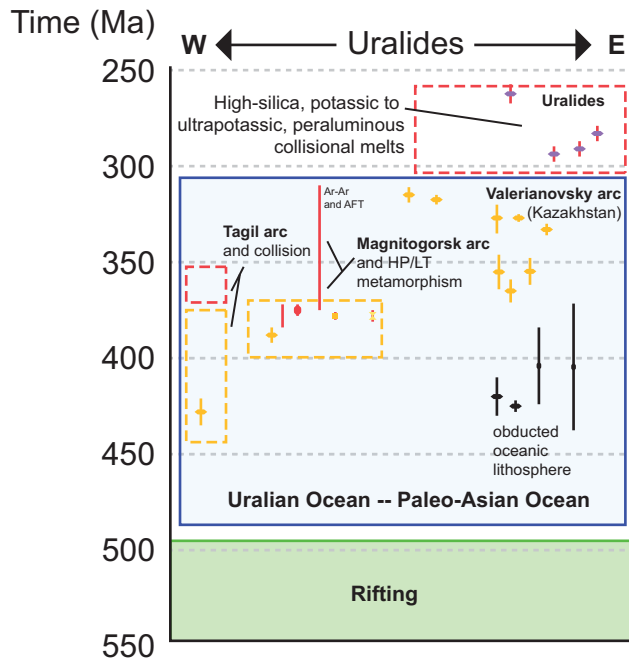 Time (Ma)
W
Uralides
E
250
300
350
400
450
500
550
High-silica, potassic to
ultrapotassic, peraluminous
collisional melts
Uralides
Ar-Ar
and AFT
Valerianovsky arc
(Kazakhstan)
Tagil arc
and collision
Magnitogorsk arc
and HP/LT
metamorphism
obducted
oceanic
lithosphere
Uralian Ocean -- Paleo-Asian Ocean
Rifting